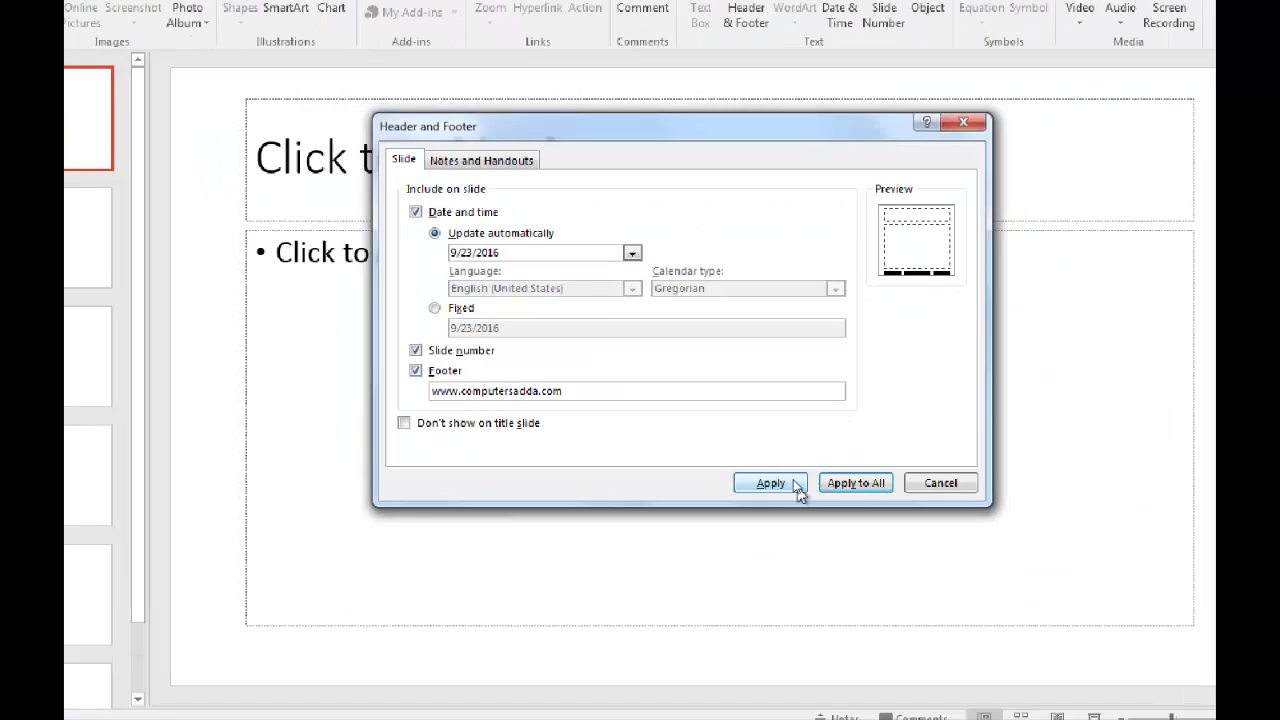 Online Screenshot Photo Shapes SmartArt Chart My Add-ins Zoom Hyperlink Action Comment Text Header WordArt Date & Slide Object Equation Symbol Video Audio Screen
Pictures Album Box & Footer Time Number Recording
Images Illustrations Add-ins Links Comments Text Symbols Media
Header and Footer
Slide Notes and Handouts
Click t
Include on slide
Preview
Date and time
Update automatically
• Click to
9/23/2016
Language: Calendar type:
English (United States) Gregorian
Fixed
9/23/2016
Slide number
Footer
www.computersadda.com
Don't show on title slide
Apply Apply to All Cancel
Notes Comments